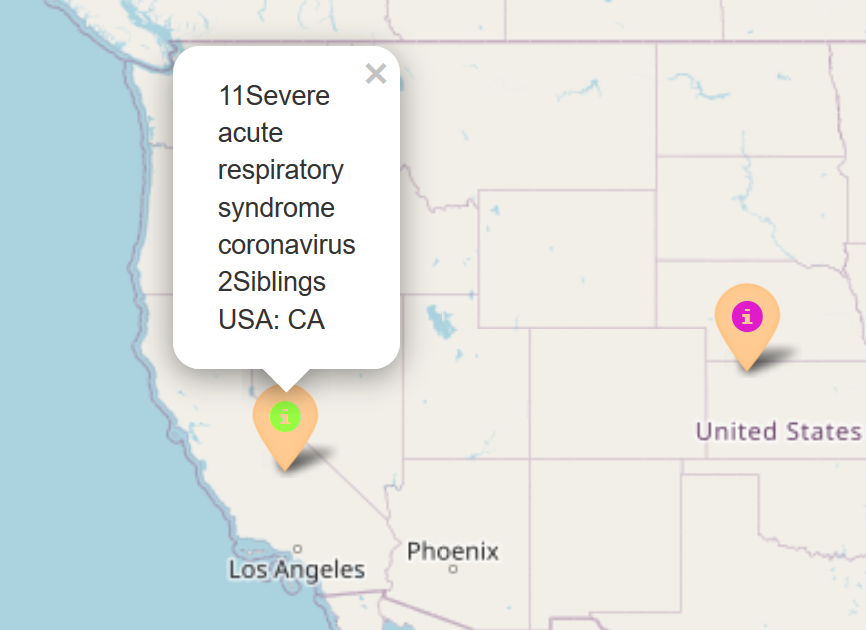 ×
11Severe
acute
respiratory
syndrome
coronavirus
2Siblings
USA: CA
i
i
United States
Phoenix
Los Angeles